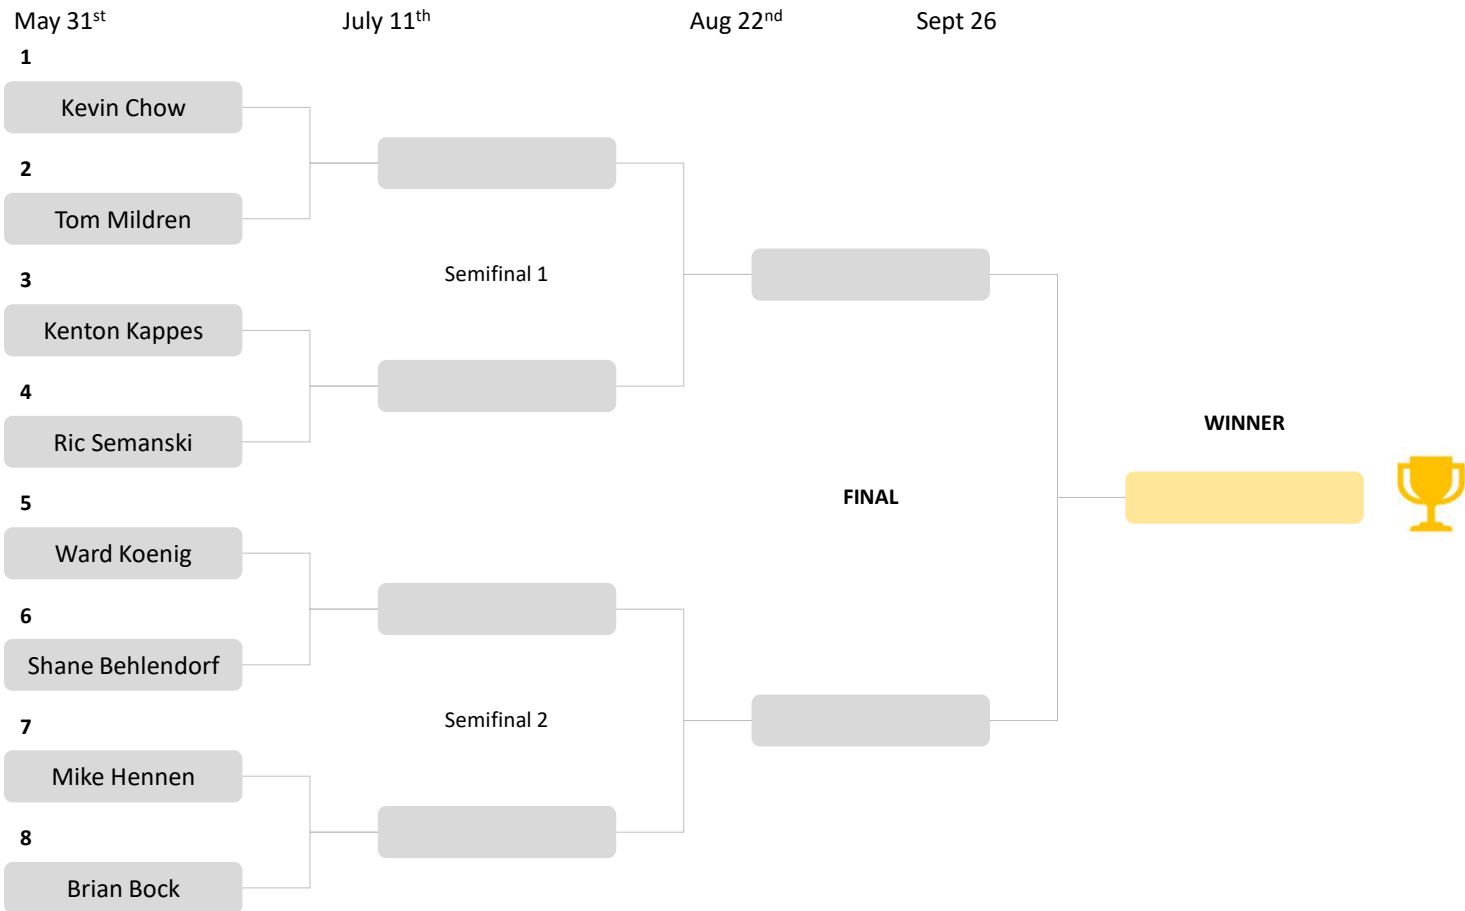 May 31st July 11th Aug 22nd Sept 26
1
Kevin Chow
2
Tom Mildren
Semifinal 1
3
Kenton Kappes
4
Ric Semanski
WINNER
5
FINAL
Ward Koenig
6
Shane Behlendorf
7
Semifinal 2
Mike Hennen
8
Brian Bock